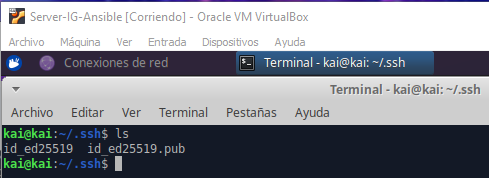 Server-IG-Ansible [Corriendo] - Oracle VM VirtualBox
Archivo Máquina Ver Entrada Dispositivos Ayuda
Conexiones de red Terminal - kai@kai: ~/.ssh
Terminal - kai@kai: ~/.ssh
Archivo Editar Ver Terminal Pestañas Ayuda
kai@kai:~/.ssh$ ls
id_ed25519 id_ed25519.pub
kai@kai:~/.ssh$